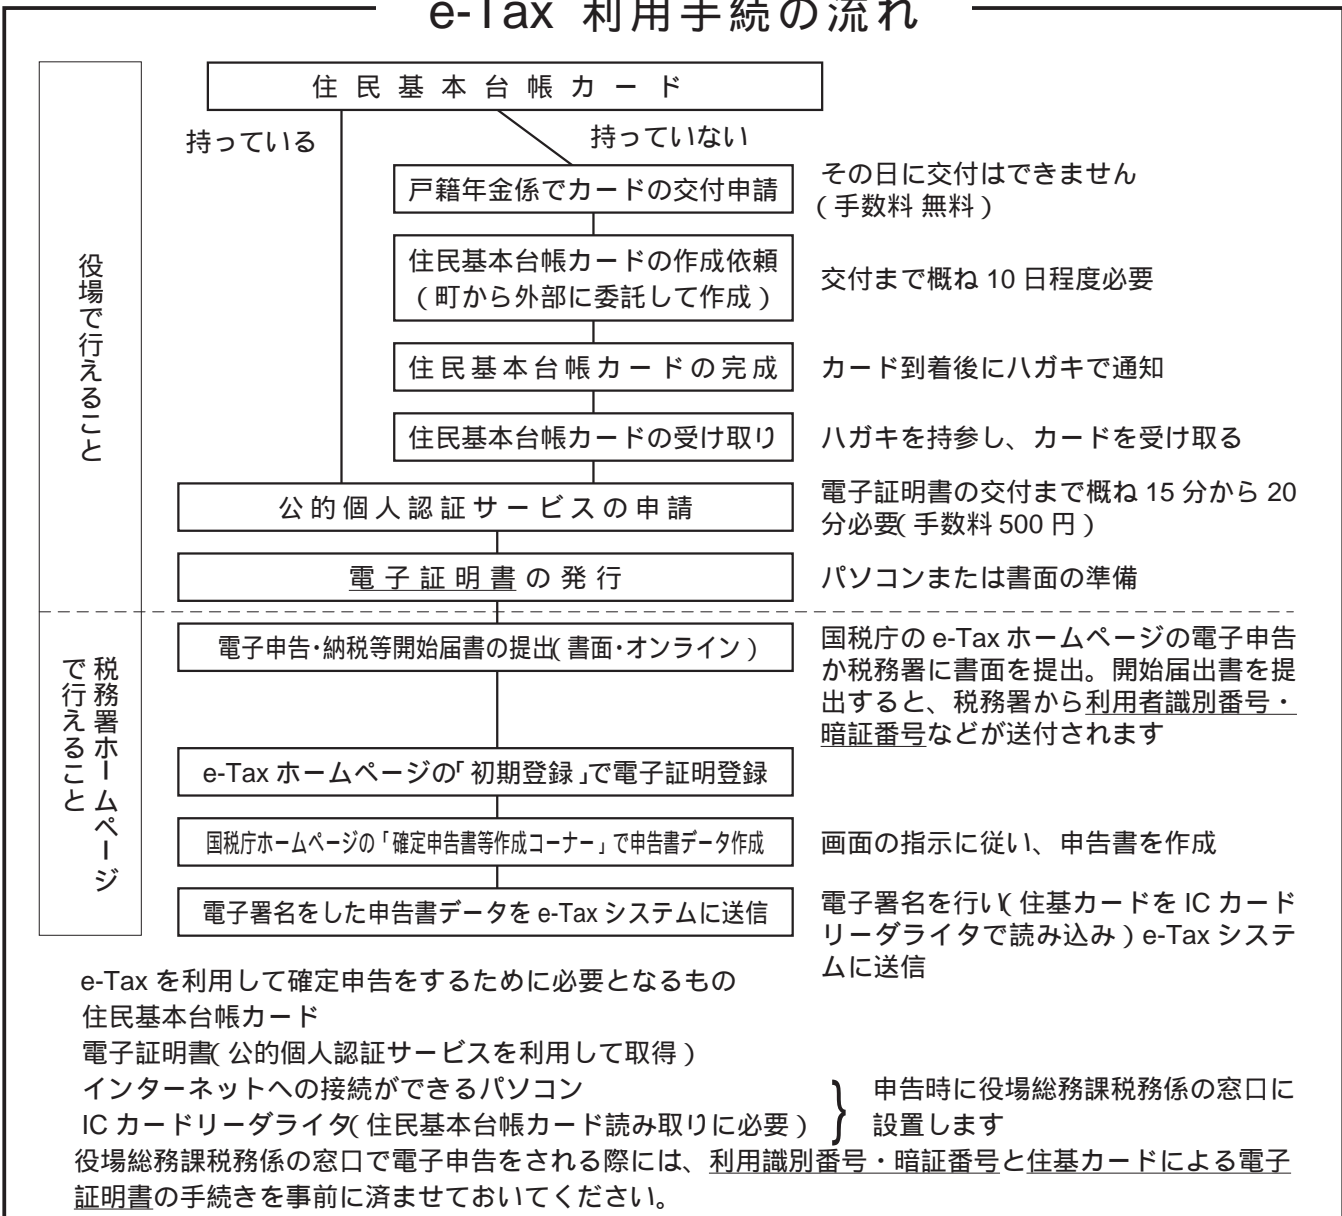 e-Tax 利用手続の流れ
役場で行えること
住民基本台帳カード
持っている
持っていない
戸籍年金係でカードの交付申請
その日に交付はできません
(手数料 無料)
住民基本台帳カードの作成依頼
(町から外部に委託して作成)
交付まで概ね 10 日程度必要
住民基本台帳カードの完成
カード到着後にハガキで通知
住民基本台帳カードの受け取り
ハガキを持参し、カードを受け取る
公的個人認証サービスの申請
電子証明書の交付まで概ね 15 分から 20
分必要(手数料 500 円)
電子証明書の発行
パソコンまたは書面の準備
税務署ホームページ
で行えること
電子申告・納税等開始届書の提出(書面・オンライン)
国税庁の e-Tax ホームページの電子申告
か税務署に書面を提出。開始届出書を提
出すると、税務署から利用者識別番号・
暗証番号などが送付されます
e-Tax ホームページの「初期登録」で電子証明登録
国税庁ホームページの「確定申告書等作成コーナー」で申告書データ作成
画面の指示に従い、申告書を作成
電子署名をした申告書データを e-Tax システムに送信
電子署名を行い(住基カードを IC カード
リーダライタで読み込み)e-Tax システ
ムに送信
e-Tax を利用して確定申告をするために必要となるもの
住民基本台帳カード
電子証明書(公的個人認証サービスを利用して取得)
インターネットへの接続ができるパソコン
IC カードリーダライタ(住民基本台帳カード読み取りに必要)
申告時に役場総務課税務係の窓口に
設置します
役場総務課税務係の窓口で電子申告をされる際には、利用識別番号・暗証番号と住基カードによる電子
証明書の手続きを事前に済ませておいてください。